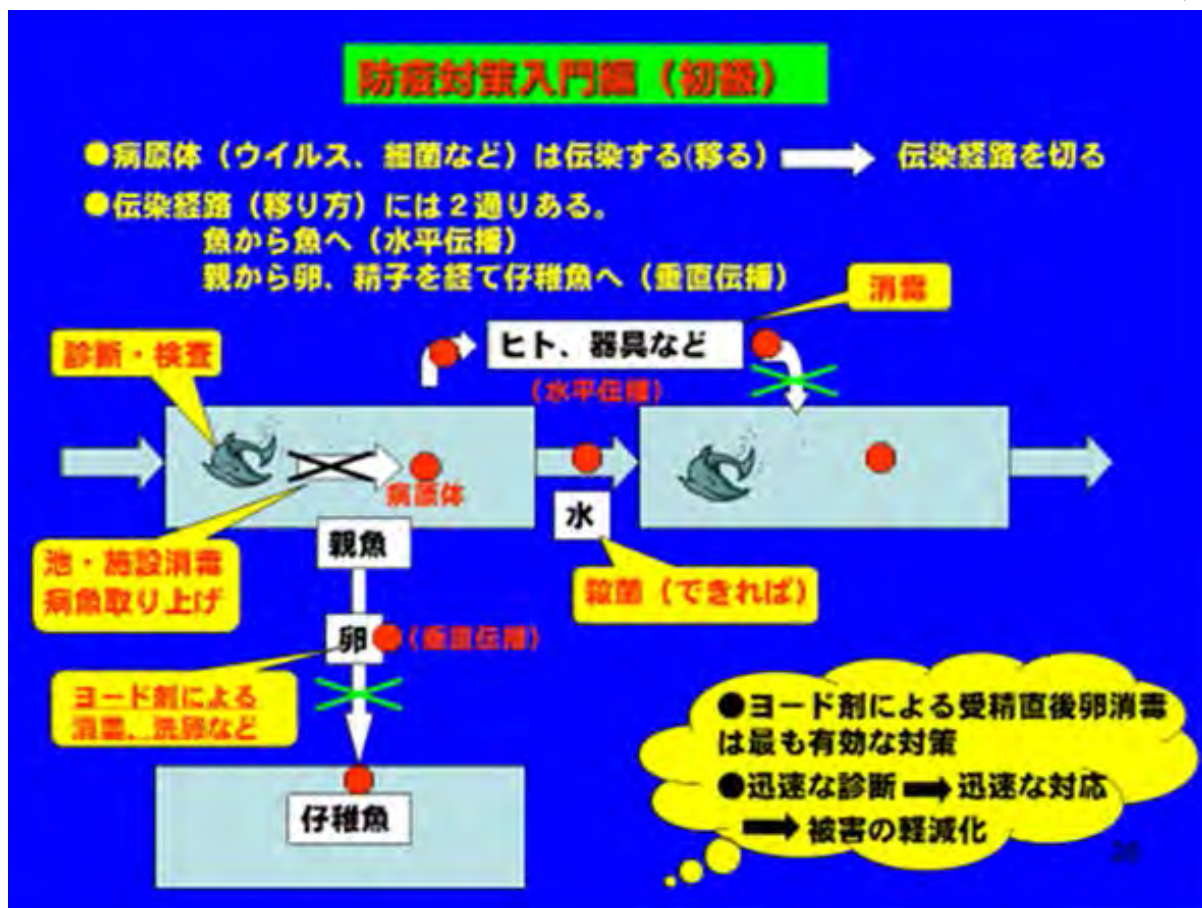 防疫対策入門編（初級）
●病原体（ウイルス、細菌など）は伝染する(移る） 伝染経路を切る
●伝染経路（移り方）には２通りある。
魚から魚へ（水平伝播）
親から卵、精子を経て仔稚魚へ（垂直伝播）
消毒
診断・検査
ヒト、器具など
（水平伝播）
病原体
水
親魚
池・施設消毒
病魚取り上げ
殺菌（できれば）
卵
（垂直伝播）
ヨード剤による
消毒、洗卵など
●ヨード剤による受精直後卵消毒
は最も有効な対策
●迅速な診断 迅速な対応
被害の軽減化
仔稚魚